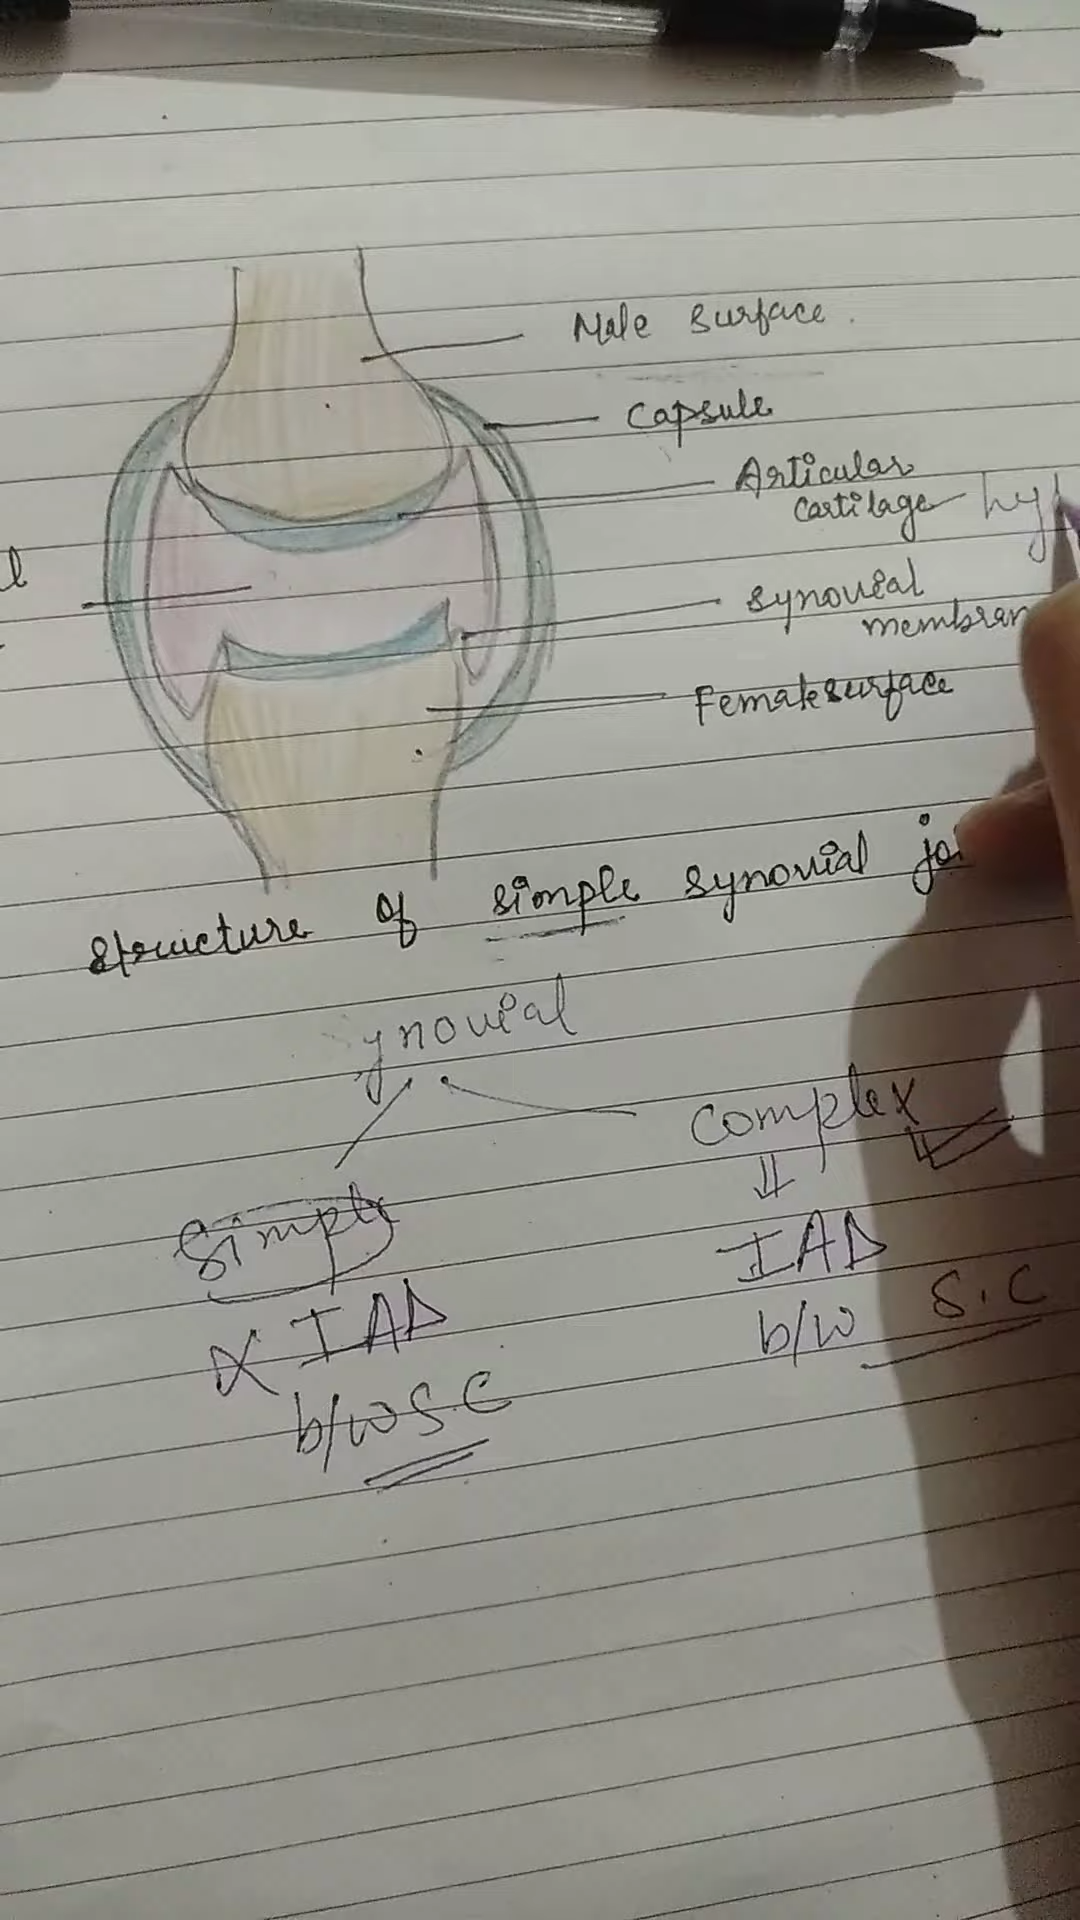 Male surface.
Capsule
Articular
cartilage
l
synovial
membran
Female surface
structure of simple synovial jo
ynovial
complex
simple
IAD
IAD
b/w S.C
b/w S.C